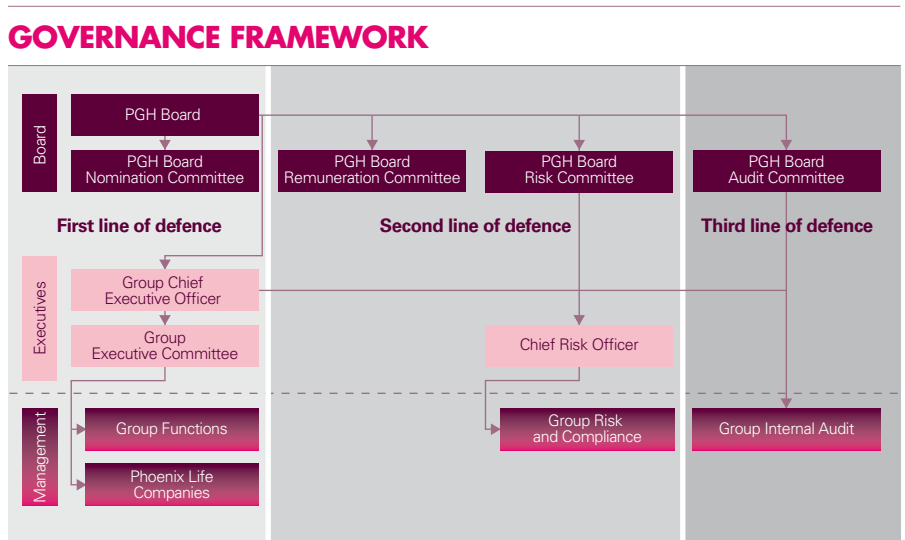 GOVERNANCE FRAMEWORK
Board
PGH Board
PGH Board
Nomination Committee
PGH Board
Remuneration Committee
PGH Board
Risk Committee
PGH Board
Audit Committee
First line of defence
Second line of defence
Third line of defence
Executives
Group Chief
Executive Officer
Group
Executive Committee
Chief Risk Officer
Management
Group Functions
Group Risk
and Compliance
Group Internal Audit
Phoenix Life
Companies